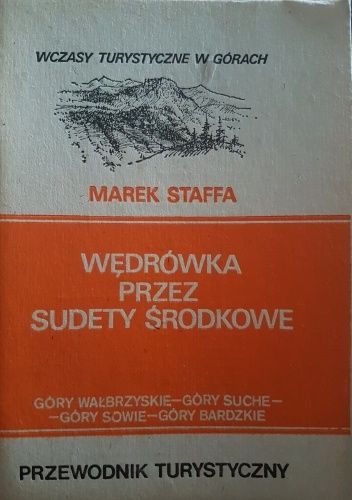 WCZASY TURYSTYCZNE W GÓRACH
MAREK STAFFA
WĘDRÓWKA
PRZEZ
SUDETY ŚRODKOWE
GÓRY WAŁBRZYSKIE—GÓRY SUCHE—
—GÓRY SOWIE—GÓRY BARDZKIE
PRZEWODNIK TURYSTYCZNY